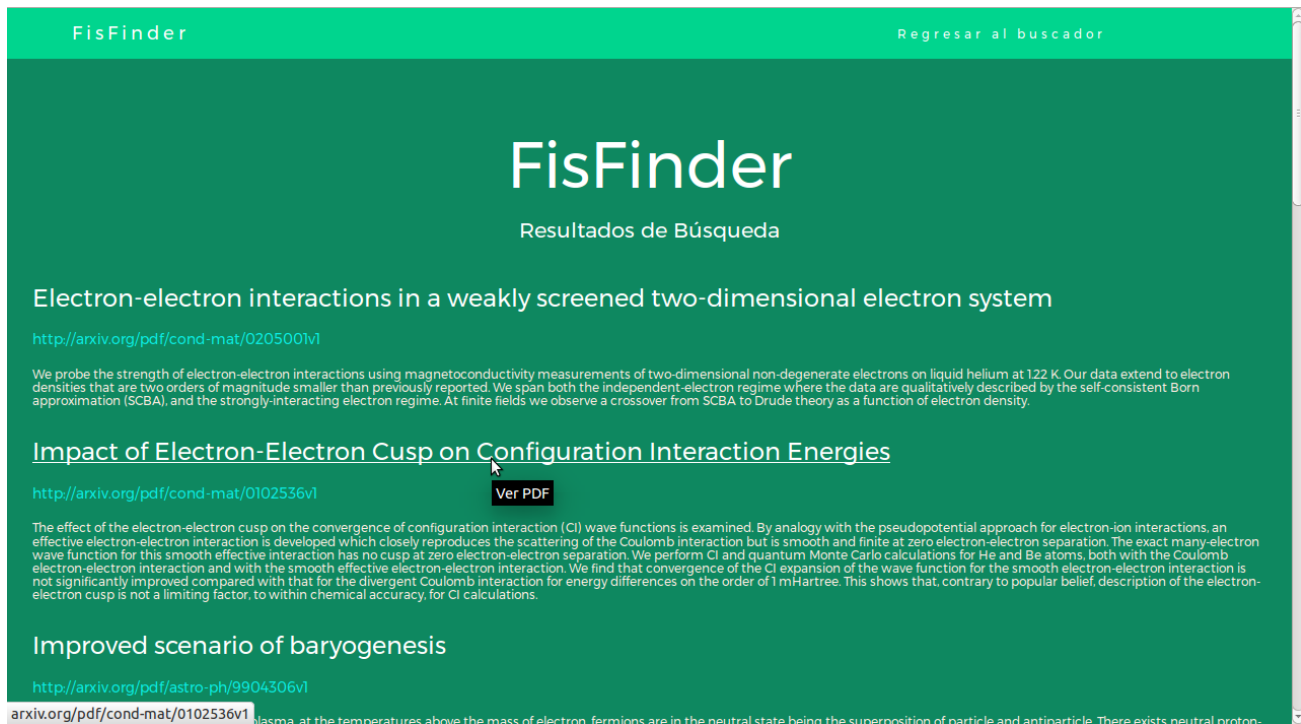 FisFinder
Regresar al buscador
FisFinder
Resultados de Búsqueda
Electron-electron interactions in a weakly screened two-dimensional electron system
http://arxiv.org/pdf/cond-mat/0205001v1
We probe the strength of electron-electron interactions using magnetoconductivity measurements of two-dimensional non-degenerate electrons on liquid helium at 1.22 K. Our data extend to electron
densities that are two orders of magnitude smaller than previously reported. We span both the independent-electron regime where the data are qualitatively described by the self-consistent Born
approximation (SCBA), and the strongly-interacting electron regime. At finite fields we observe a crossover from SCBA to Drude theory as a function of electron density.
Impact of Electron-Electron Cusp on Configuration Interaction Energies
http://arxiv.org/pdf/cond-mat/0102536v1
Ver PDF
The effect of the electron-electron cusp on the convergence of configuration interaction (CI) wave functions is examined. By analogy with the pseudopotential approach for electron-ion interactions, an
effective electron-electron interaction is developed which closely reproduces the scattering of the Coulomb interaction but is smooth and finite at zero electron-electron separation. The exact many-electron
wave function for this smooth effective interaction has no cusp at zero electron-electron separation. We perform CI and quantum Monte Carlo calculations for He and Be atoms, both with the Coulomb
electron-electron interaction and with the smooth effective electron-electron interaction. We find that convergence of the CI expansion of the wave function for the smooth electron-electron interaction is
not significantly improved compared with that for the divergent Coulomb interaction for energy differences on the order of 1 mHartree. This shows that, contrary to popular belief, description of the electron-
electron cusp is not a limiting factor, to within chemical accuracy, for CI calculations.
Improved scenario of baryogenesis
http://arxiv.org/pdf/astro-ph/9904306v1
arxiv.org/pdf/cond-mat/0102536v1
plasma, at the temperatures above the mass of electron, fermions are in the neutral state being the superposition of particle and antiparticle. There exists neutral proton-